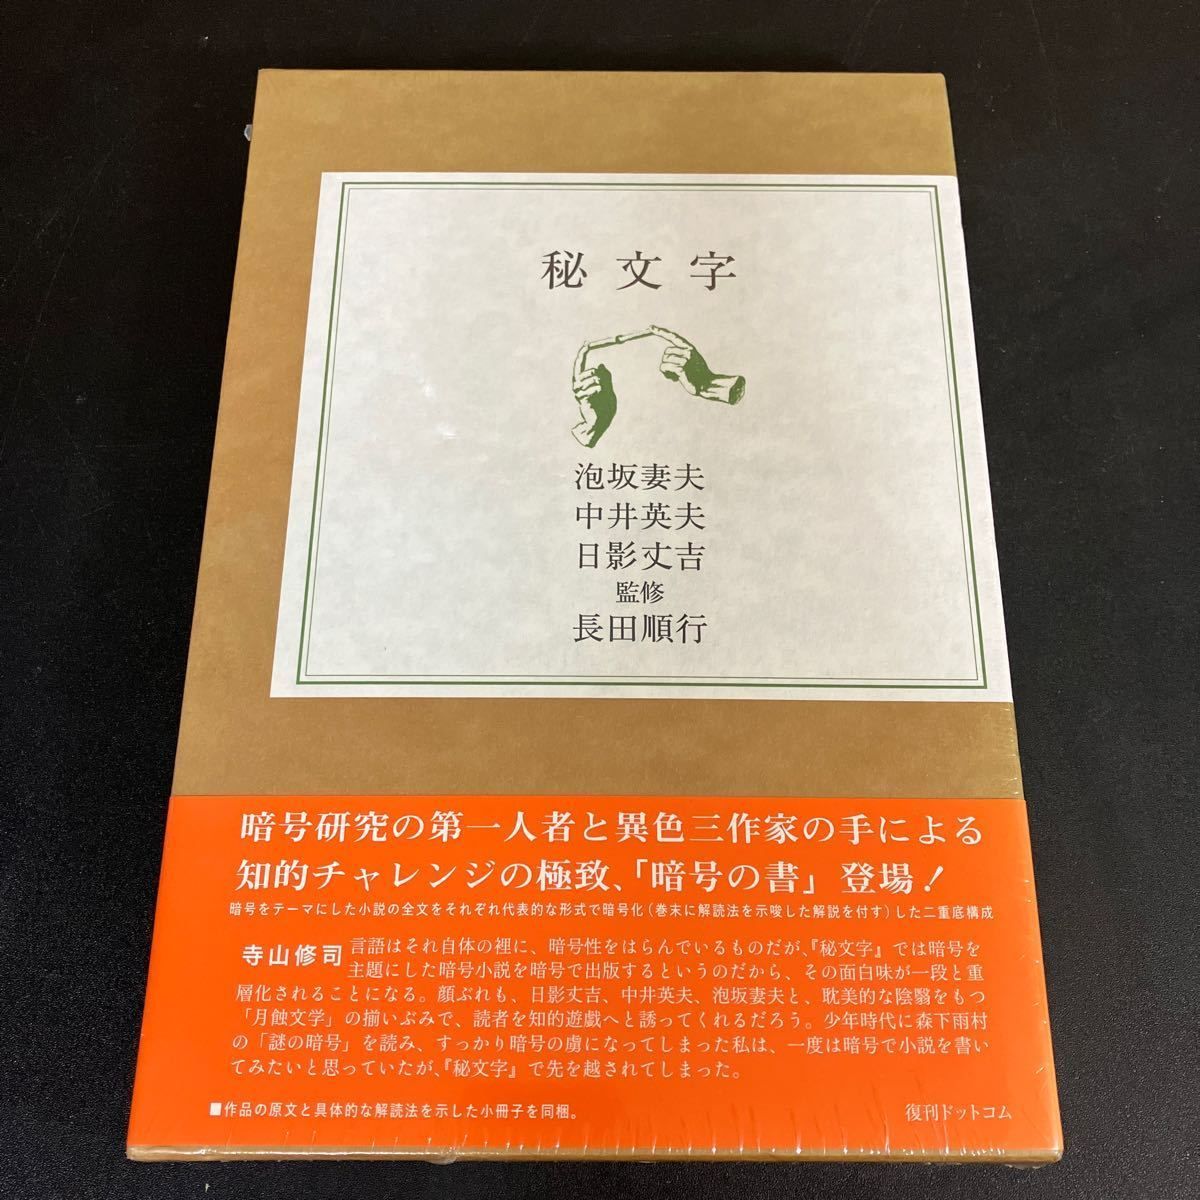 秘文字
泡坂妻夫
中井英夫
日影丈吉
監修
長田順行
暗号研究の第一人者と異色三作家の手による
知的チャレンジの極致、「暗号の書」登場!
暗号をテーマにした小説の全文をそれぞれ代表的な形式で暗号化(巻末に解読法を示唆した解説を付す)した二重底構成
寺山修司 言語はそれ自体の裡に、暗号性をはらんでいるものだが、『秘文字』では暗号を
主題にした暗号小説を暗号で出版するというのだから、その面白味が一段と重
層化されることになる。顔ぶれも、日影丈吉、中井英夫、泡坂妻夫と、耽美的な陰翳をもつ
「月蝕文学」の揃いぶみで、読者を知的遊戯へと誘ってくれるだろう。少年時代に森下雨村
の「謎の暗号」を読み、すっかり暗号の虜になってしまった私は、一度は暗号で小説を書い
てみたいと思っていたが、『秘文字』で先を越されてしまった。
■作品の原文と具体的な解読法を示した小冊子を同梱。
復刊ドットコム